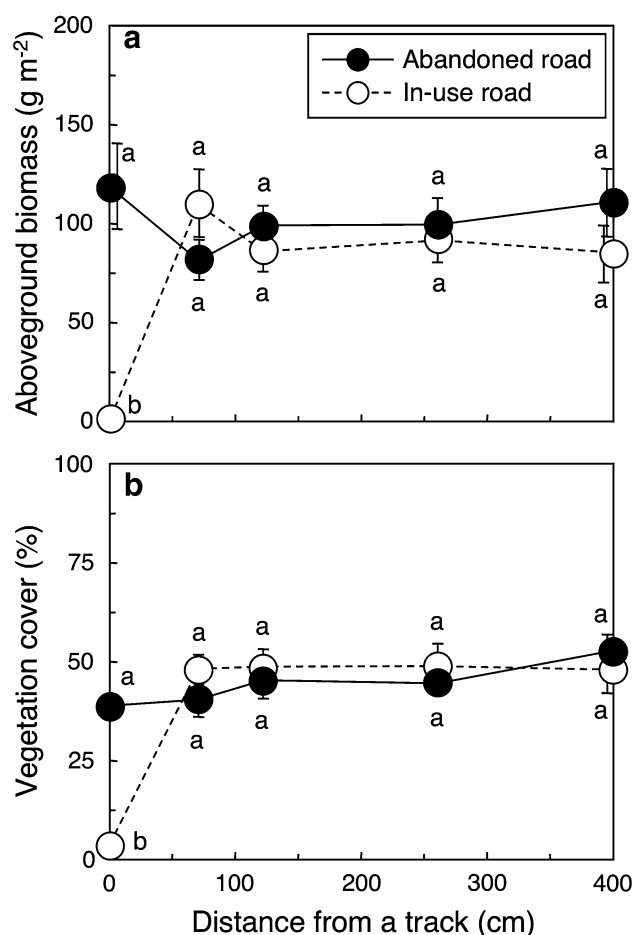 a
Abandoned road
In-use road
Aboveground biomass (g m-2)
200
150
100
50
0
a
a
a
a
a
a
a
a
a
b
b
Vegetation cover (%)
100
75
50
25
0
a
a
a
a
a
a
a
a
a
b
0 100 200 300 400
Distance from a track (cm)